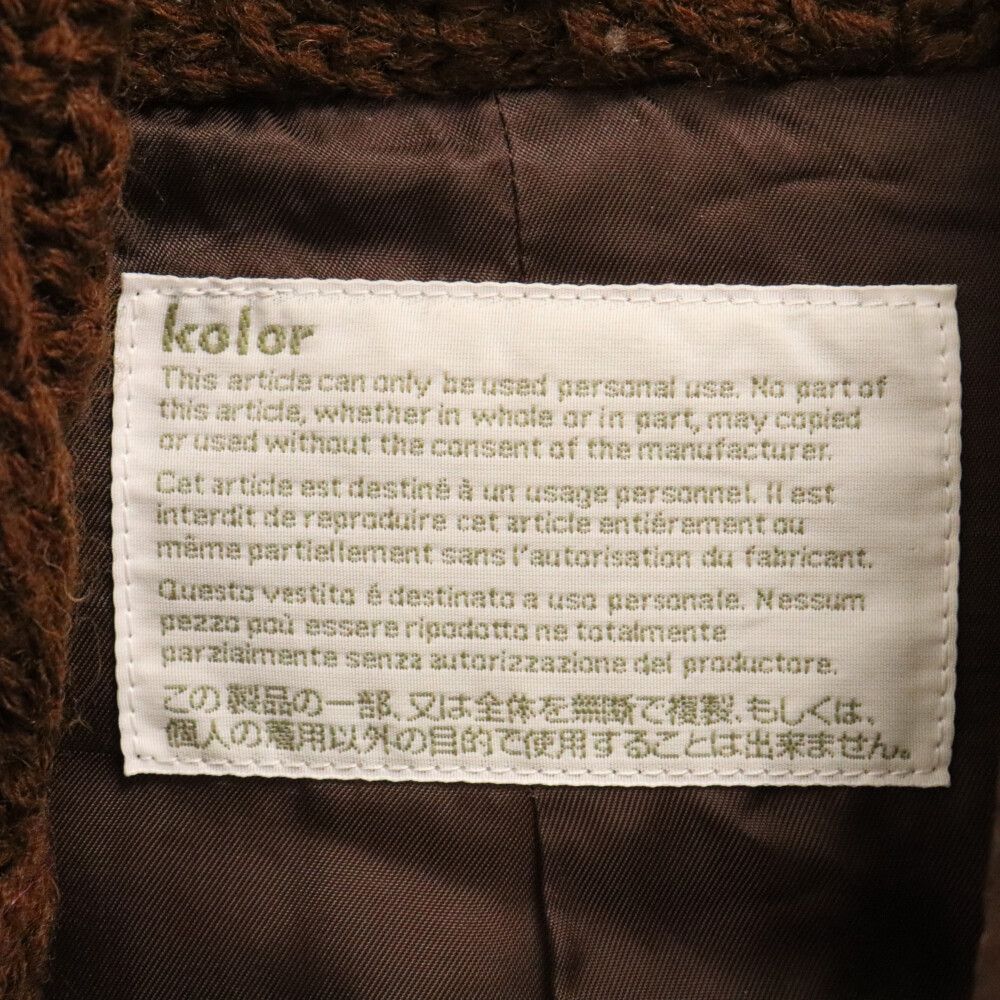 kolor
This article can only be used personal use. No part of
this article, whether in whole or in part, may copied
or used without the consent of the manufacturer.
Cet article est destiné à un usage personnel. Il est
interdit de reproduire cet article entiérement ou
même partiellement sans l'autorisation du fabricant.
Questo vestito é destinato a uso personale. Nessum
pezzo poù essere ripodotto ne totalmente
parzialmente senza autorizzazione del productore.
この製品の一部、又は全体を無断で複製、もしくは、
個人の着用以外の目的で使用することは出来ません。